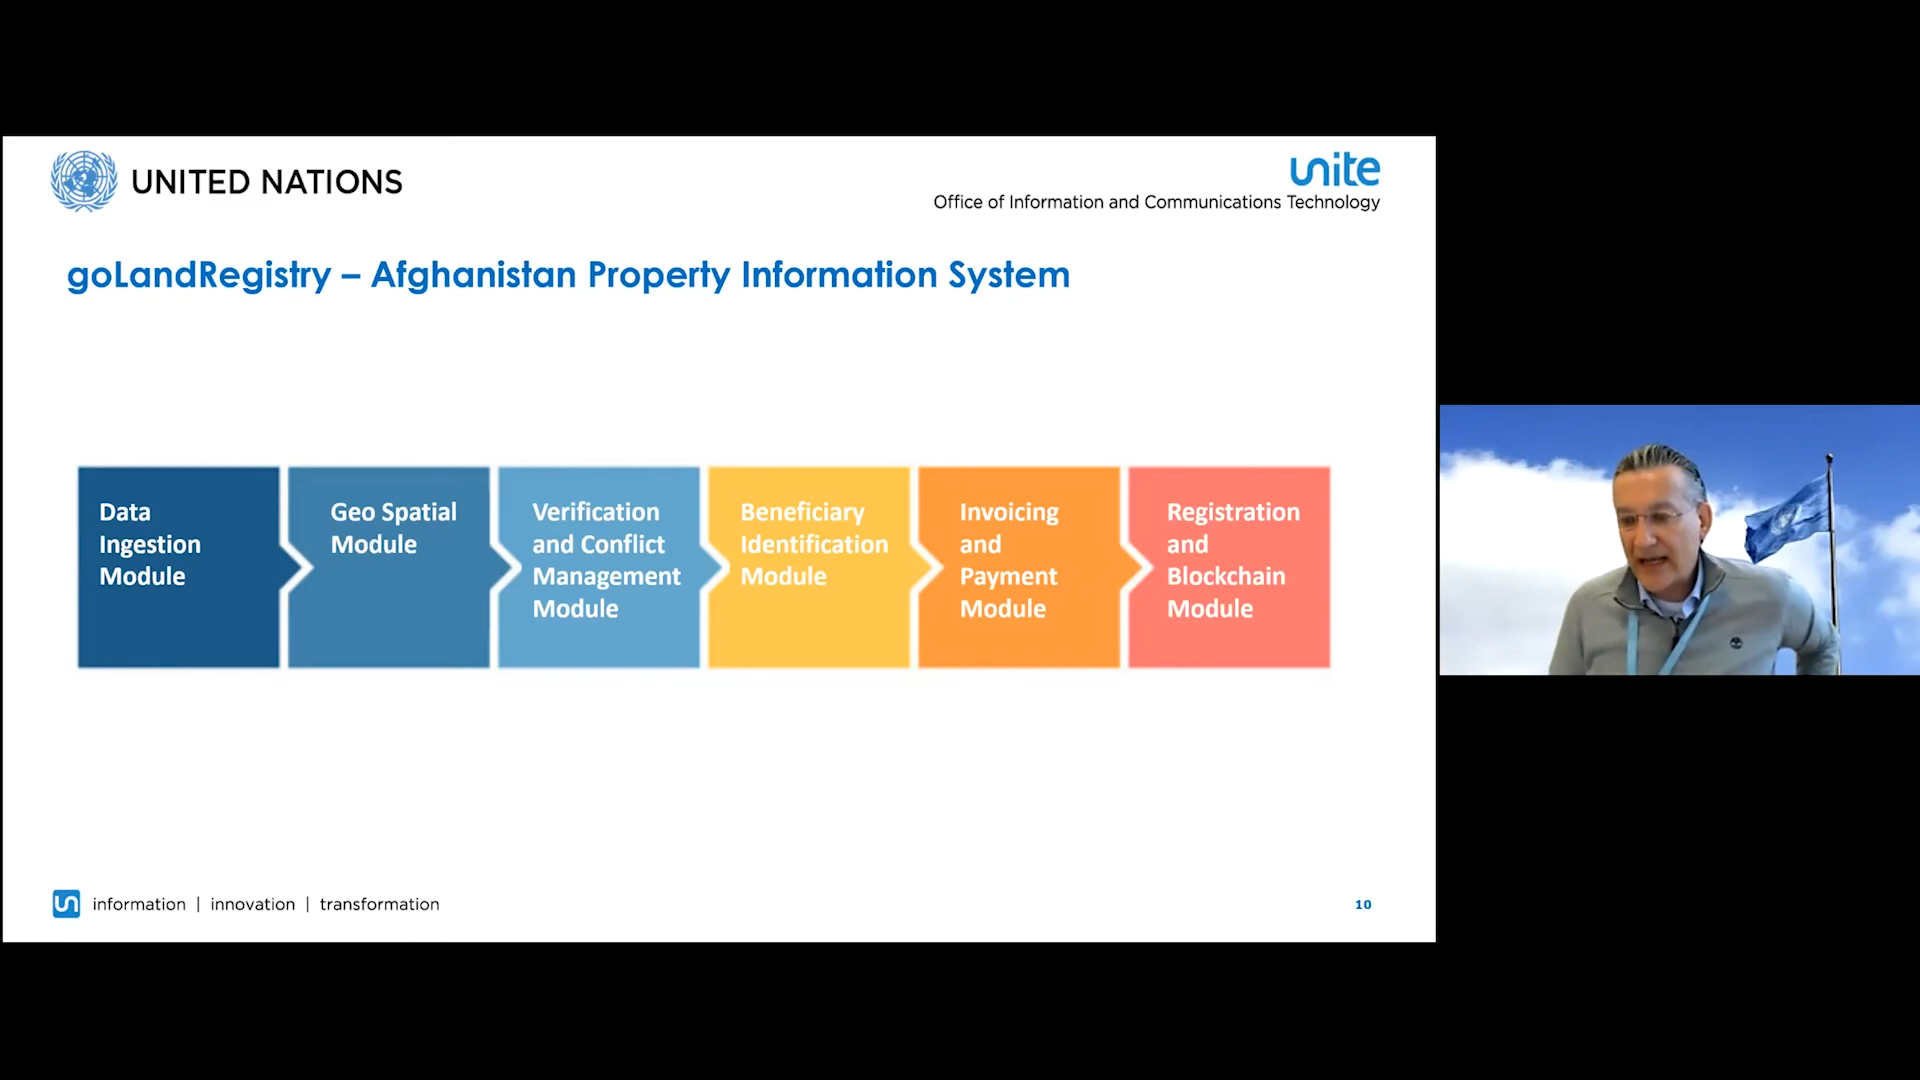 UNITED NATIONS
unite
Office of Information and Communications Technology
goLandRegistry – Afghanistan Property Information System
Data
Ingestion
Module
Geo Spatial
Module
Verification
and Conflict
Management
Module
Beneficiary
Identification
Module
Invoicing
and
Payment
Module
Registration
and
Blockchain
Module
un information | innovation | transformation
10